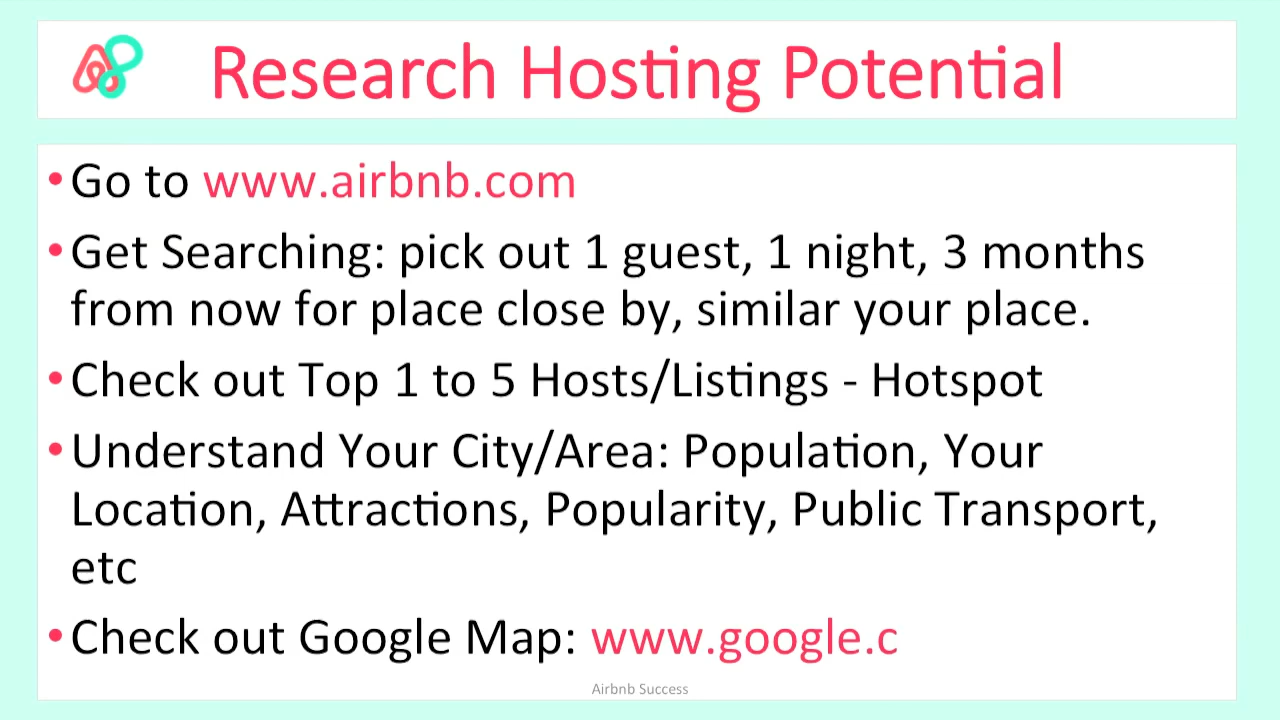 Research Hosting Potential
•Go to www.airbnb.com
•Get Searching: pick out 1 guest, 1 night, 3 months
from now for place close by, similar your place.
•Check out Top 1 to 5 Hosts/Listings - Hotspot
•Understand Your City/Area: Population, Your
Location, Attractions, Popularity, Public Transport,
etc
•Check out Google Map: www.google.c
Airbnb Success